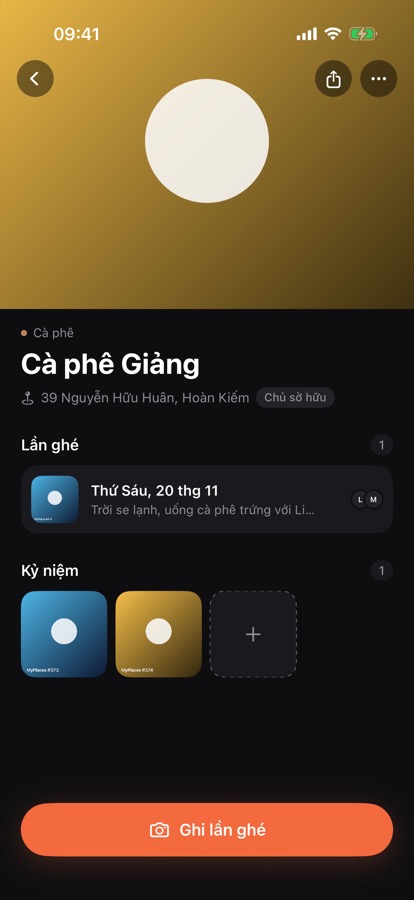 09:41
Cà phê
Cà phê Giảng
39 Nguyễn Hữu Huân, Hoàn Kiếm
Chủ sở hữu
Lần ghé
1
Thứ Sáu, 20 thg 11
Trời se lạnh, uống cà phê trứng với Li...
L M
Kỷ niệm
1
MyPlaces #373
MyPlaces #374
Ghi lần ghé